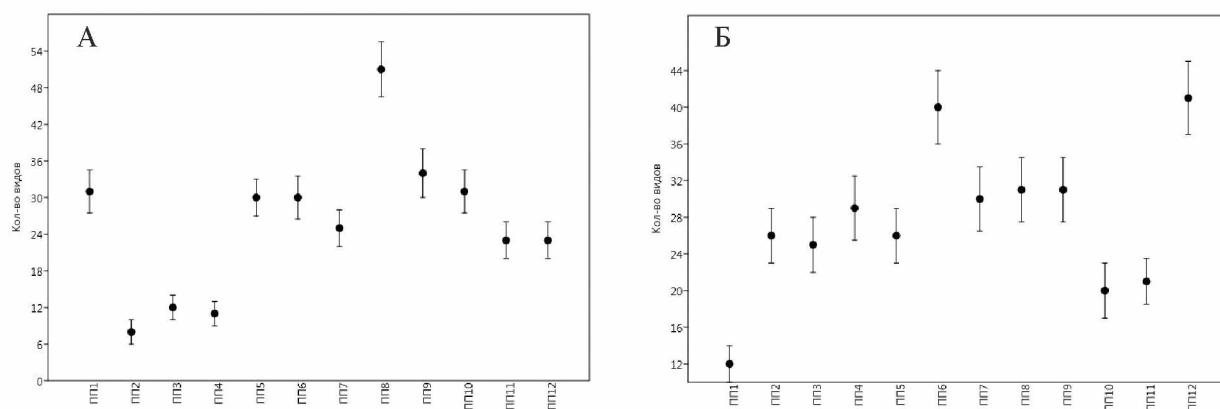 А
Кол-во видов
54
48
42
36
30
24
18
12
6
0
ПП1
ПП2
ПП3
ПП4
ПП5
ПП6
ПП7
ПП8
ПП9
ПП10
ПП11
ПП12
Б
Кол-во видов
44
40
36
32
28
24
20
16
12
ПП1
ПП2
ПП3
ПП4
ПП5
ПП6
ПП7
ПП8
ПП9
ПП10
ПП11
ПП12